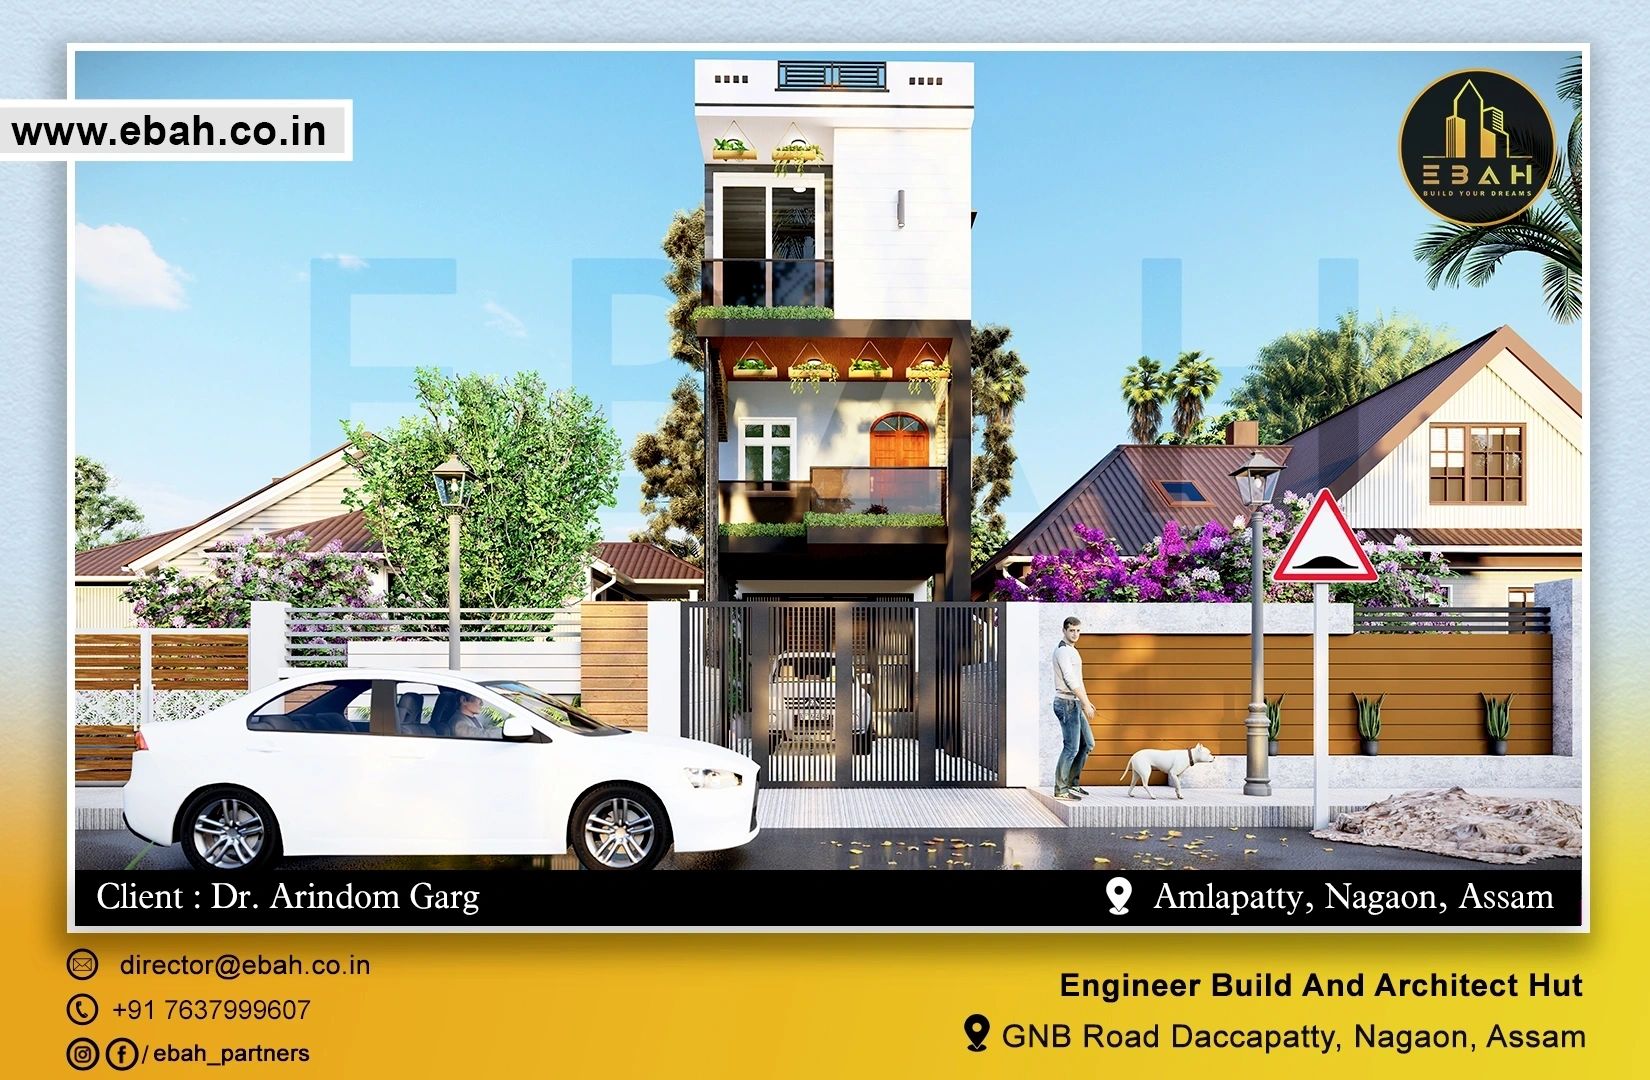 www.ebah.co.in
EBAH
BUILD YOUR DREAMS
EBAH
Client : Dr. Arindom Garg
Amlapatty, Nagaon, Assam
director@ebah.co.in
+91 7637999607
/ ebah_partners
Engineer Build And Architect Hut
GNB Road Daccapatty, Nagaon, Assam